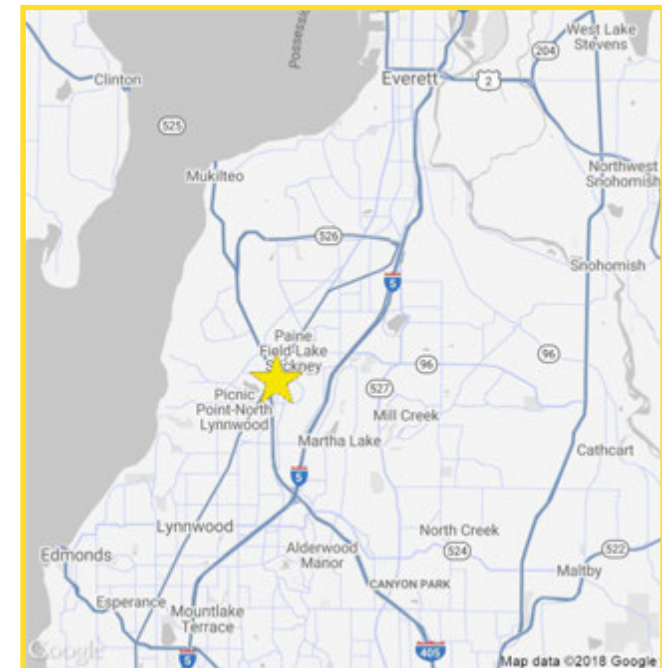 West Lake
Stevens
204
Possession
Everett
2
Clinton
525
Mukilteo
Northwest
Snohomish
526
Snohomish
5
Paine
Field-Lake
Stickney
96
96
Picnic
Point-North
Lynnwood
527
Mill Creek
Martha Lake
Cathcart
5
Lynnwood
North Creek
Edmonds
Alderwood
Manor
524
522
CANYON PARK
Maltby
Esperance
Mountlake
Terrace
405
Google
5
Map data ©2018 Google